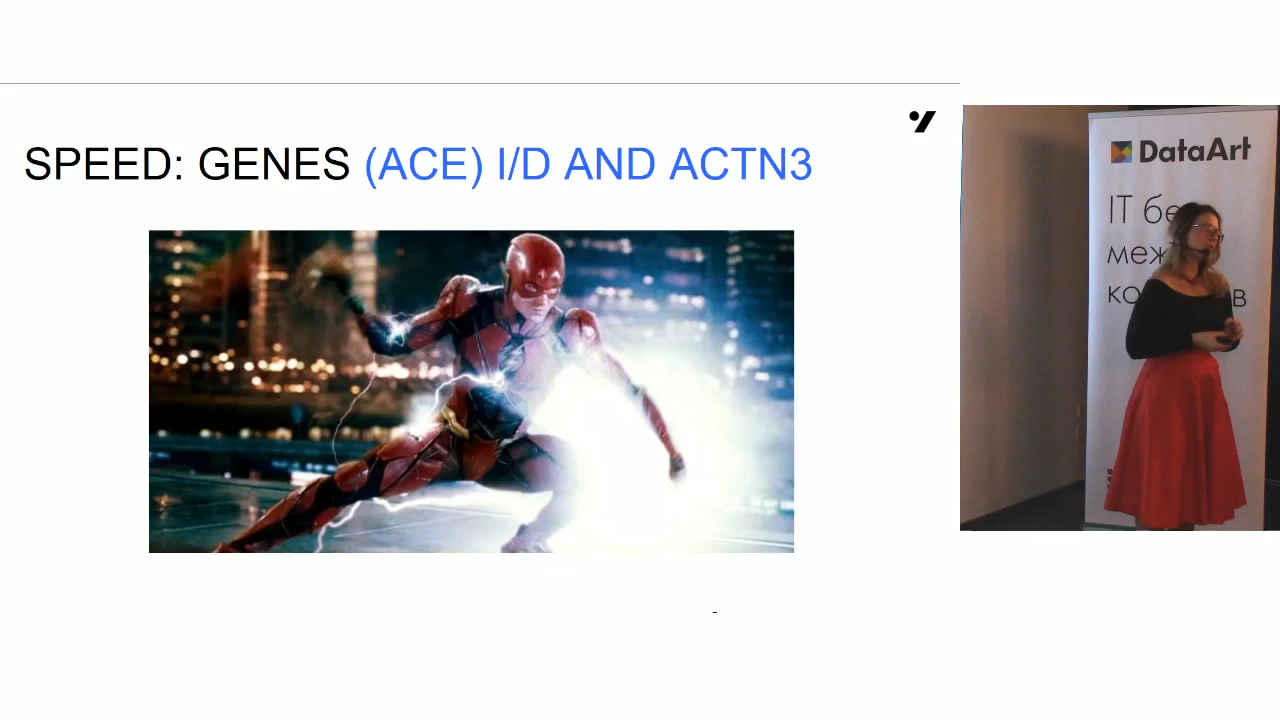 SPEED: GENES (ACE) I/D AND ACTN3
DataArt
IT бе
меж
ко в